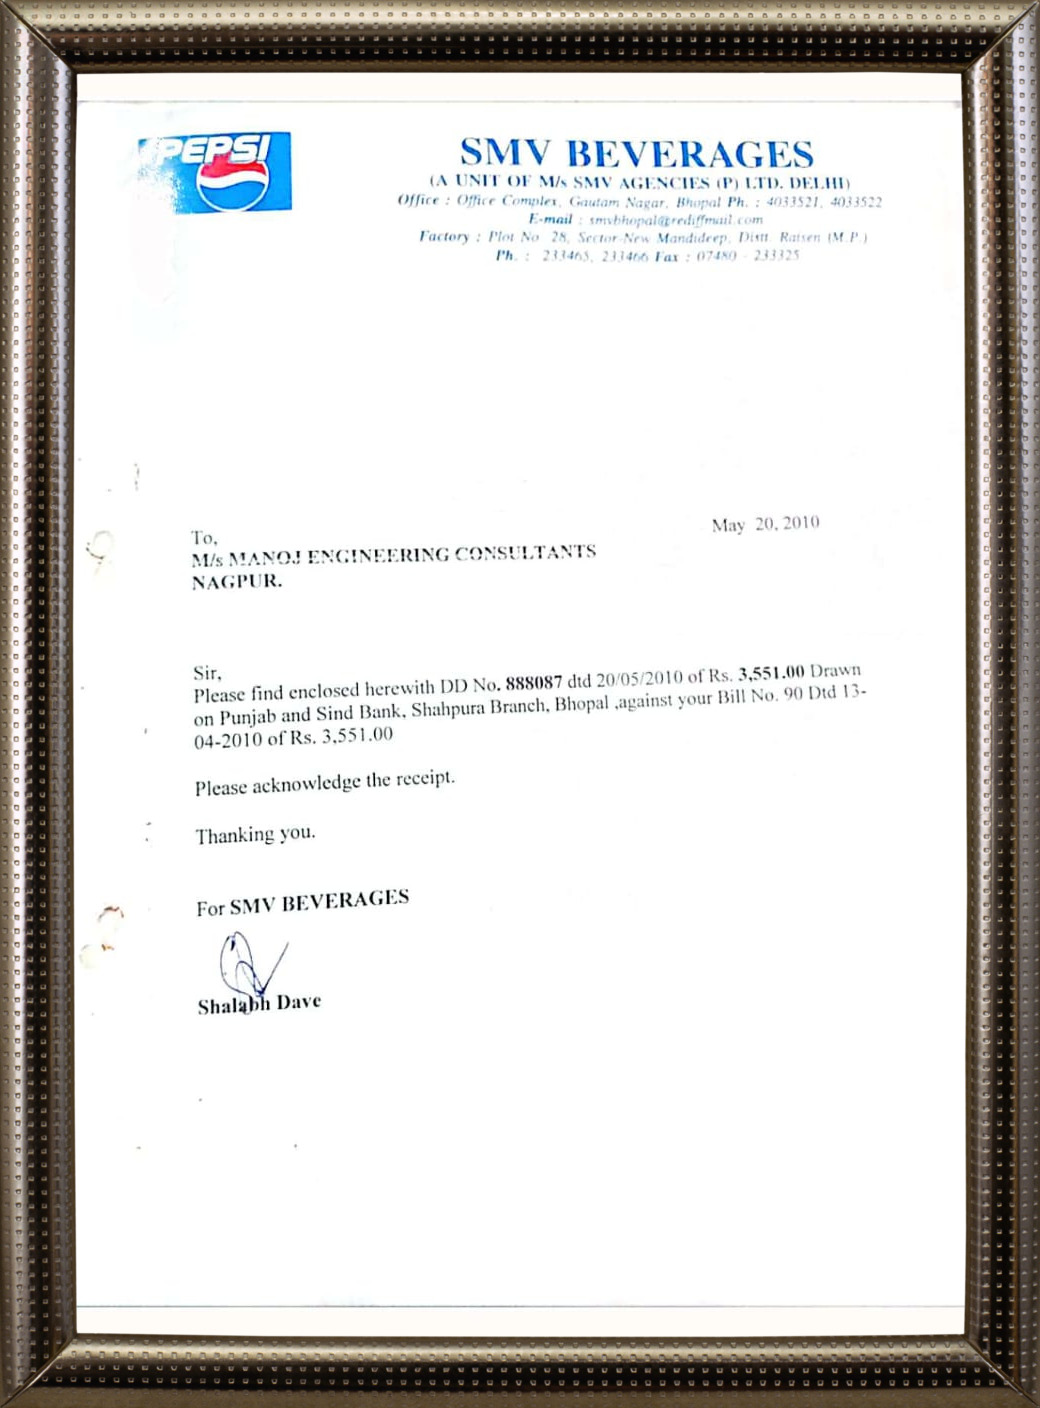 PEPSI
SMV BEVERAGES
(A UNIT OF M/s SMV AGENCIES (P) LTD. DELHI)
Office : Office Complex, Gautam Nagar, Bhopal Ph. : 4033521, 4033522
E-mail : smvbhopal@rediffmail.com
Factory : Plot No 28, Sector-New Mandideep, Distt. Raisen (M.P.)
Ph. : 233465, 233466 Fax : 07480 - 233325
May 20, 2010
To,
M/s MANOJ ENGINEERING CONSULTANTS
NAGPUR.
Sir,
Please find enclosed herewith DD No. 888087 dtd 20/05/2010 of Rs. 3,551.00 Drawn
on Punjab and Sind Bank, Shahpura Branch, Bhopal ,against your Bill No. 90 Dtd 13-
04-2010 of Rs. 3,551.00
Please acknowledge the receipt.
Thanking you.
For SMV BEVERAGES
Shalabh Dave